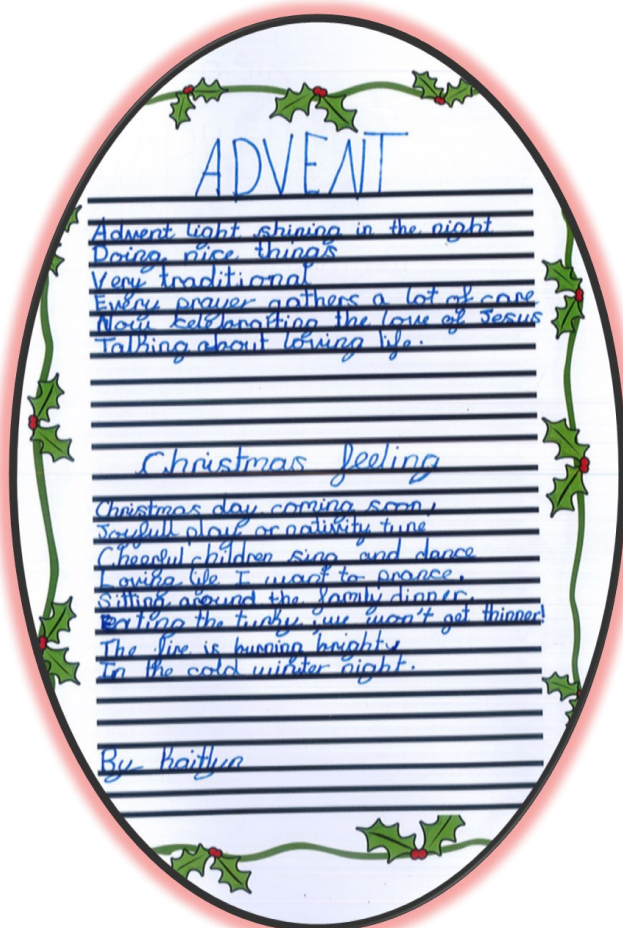 ADVENT
Advent light shining in the night
Doing nice things
Very traditional
Every prayer gathers a lot of care
Now celebrating the love of Jesus
Talking about loving life.
Christmas feeling
Christmas day coming soon,
Joyfull play or nativity tune
Cheerful children sing and dance
Loving life I want to prance.
Sitting around the family dinner.
Eating the turky, we won't get thinner!
The fire is burning brightly
In the cold winter night.
By Kaitlyn